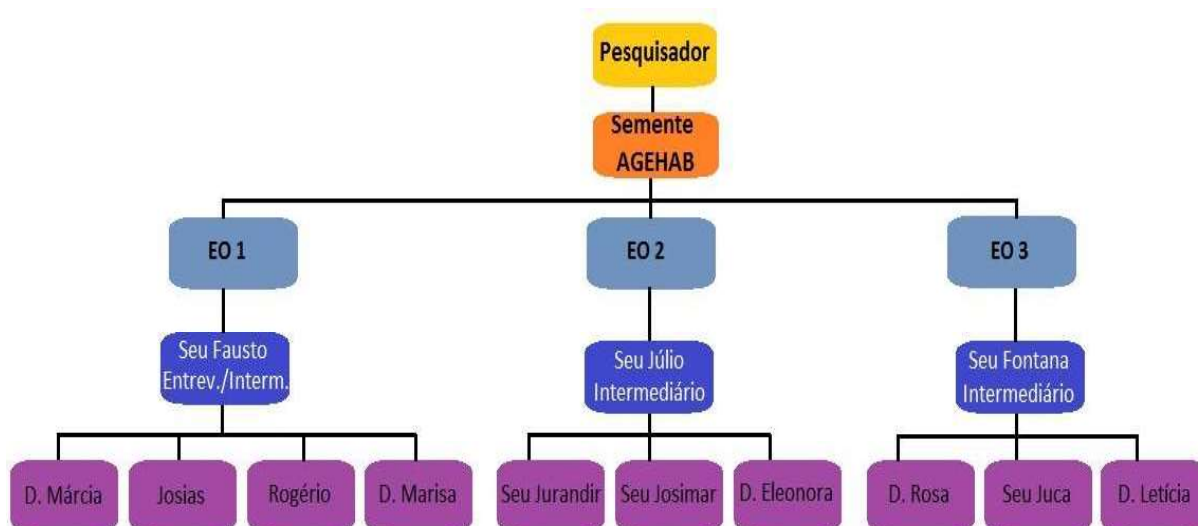 Pesquisador
Semente
AGEHAB
EO 1
EO 2
EO 3
Seu Fausto
Entrev./Interm.
Seu Júlio
Intermediário
Seu Fontana
Intermediário
D. Márcia
Josias
Rogério
D. Marisa
Seu Jurandir
Seu Josimar
D. Eleonora
D. Rosa
Seu Juca
D. Letícia